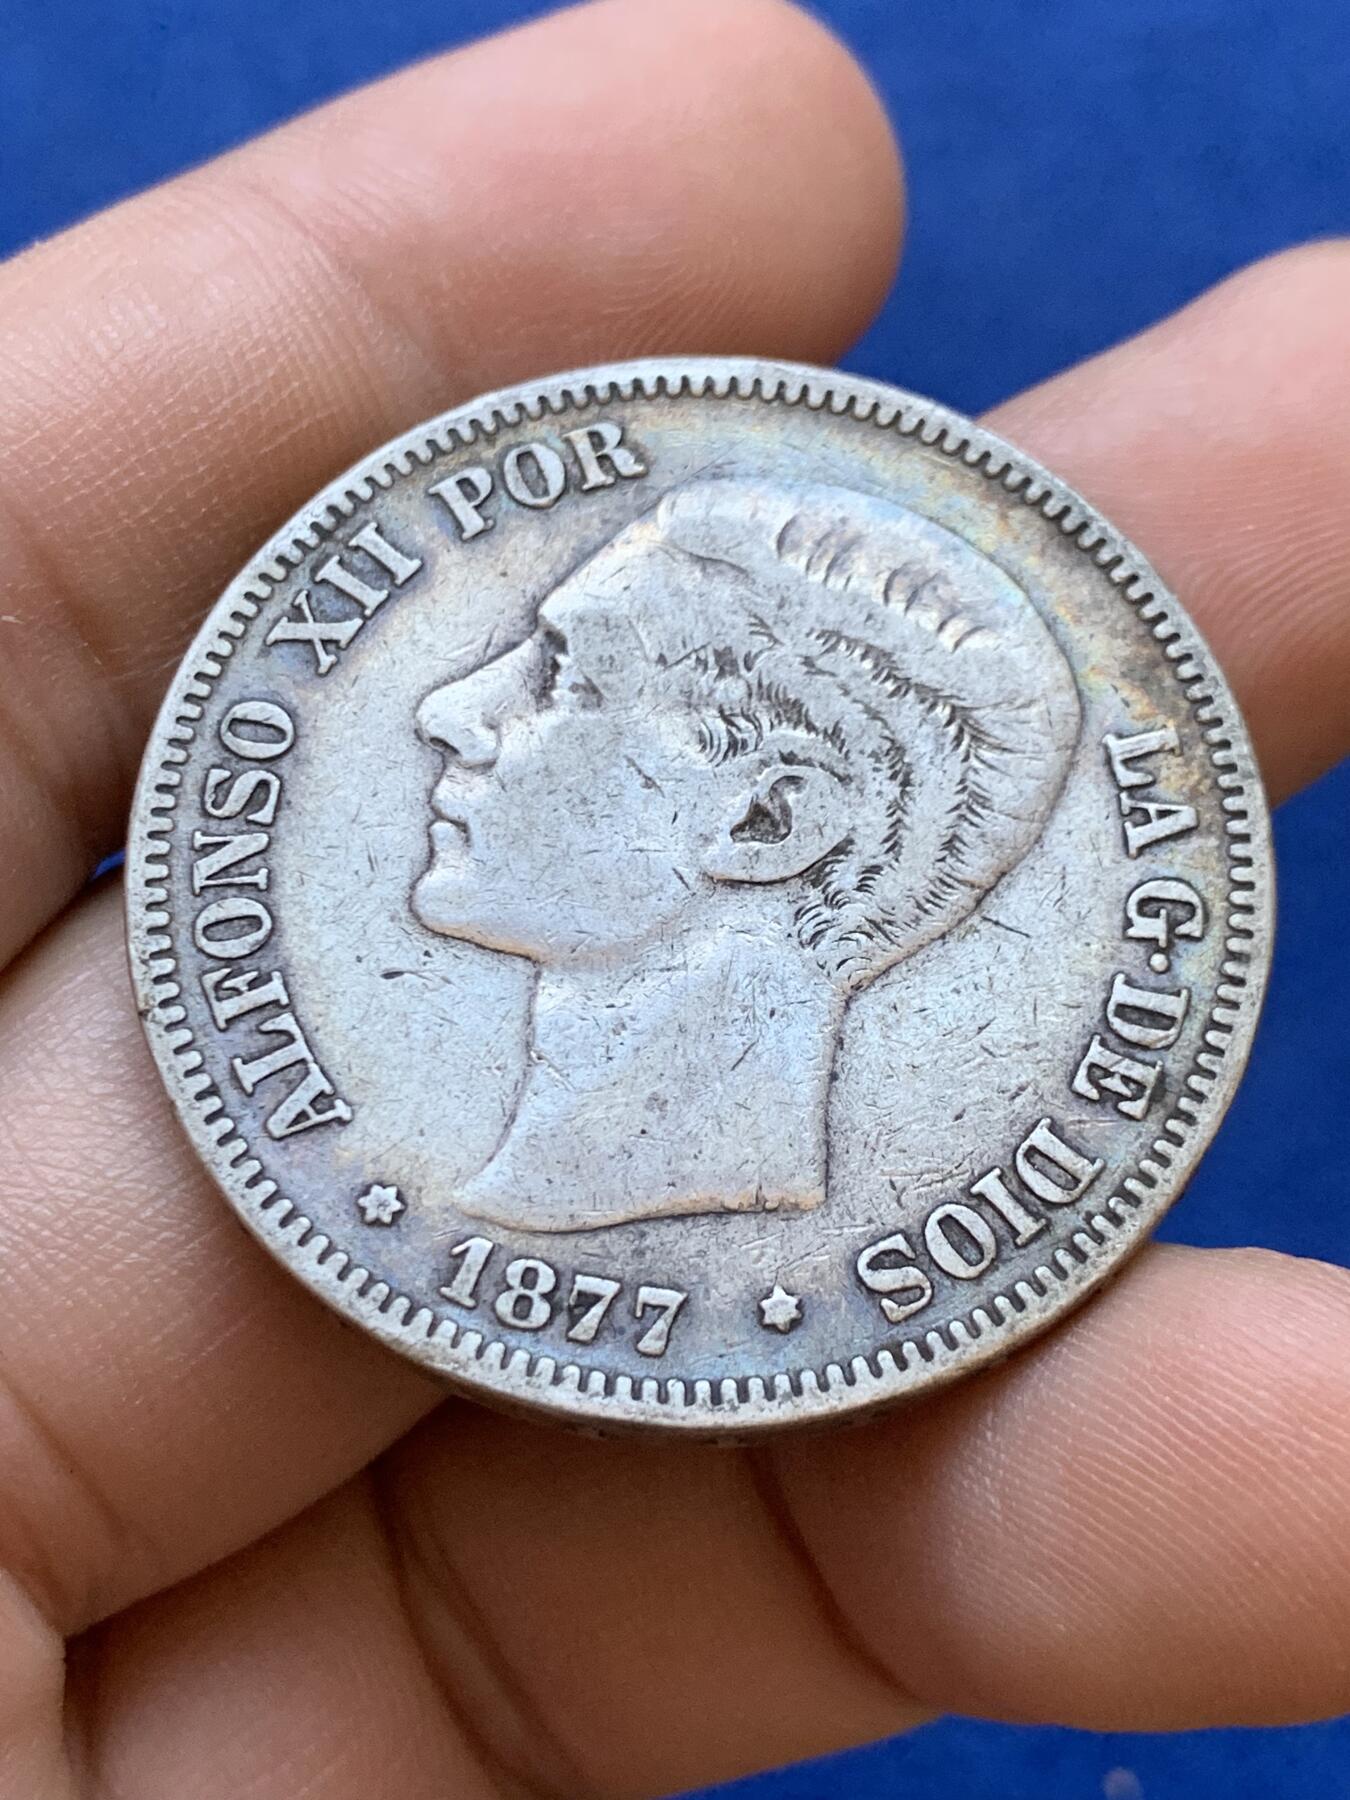 ALFONSO XII POR LA G·DE DIOS
* 1877 *